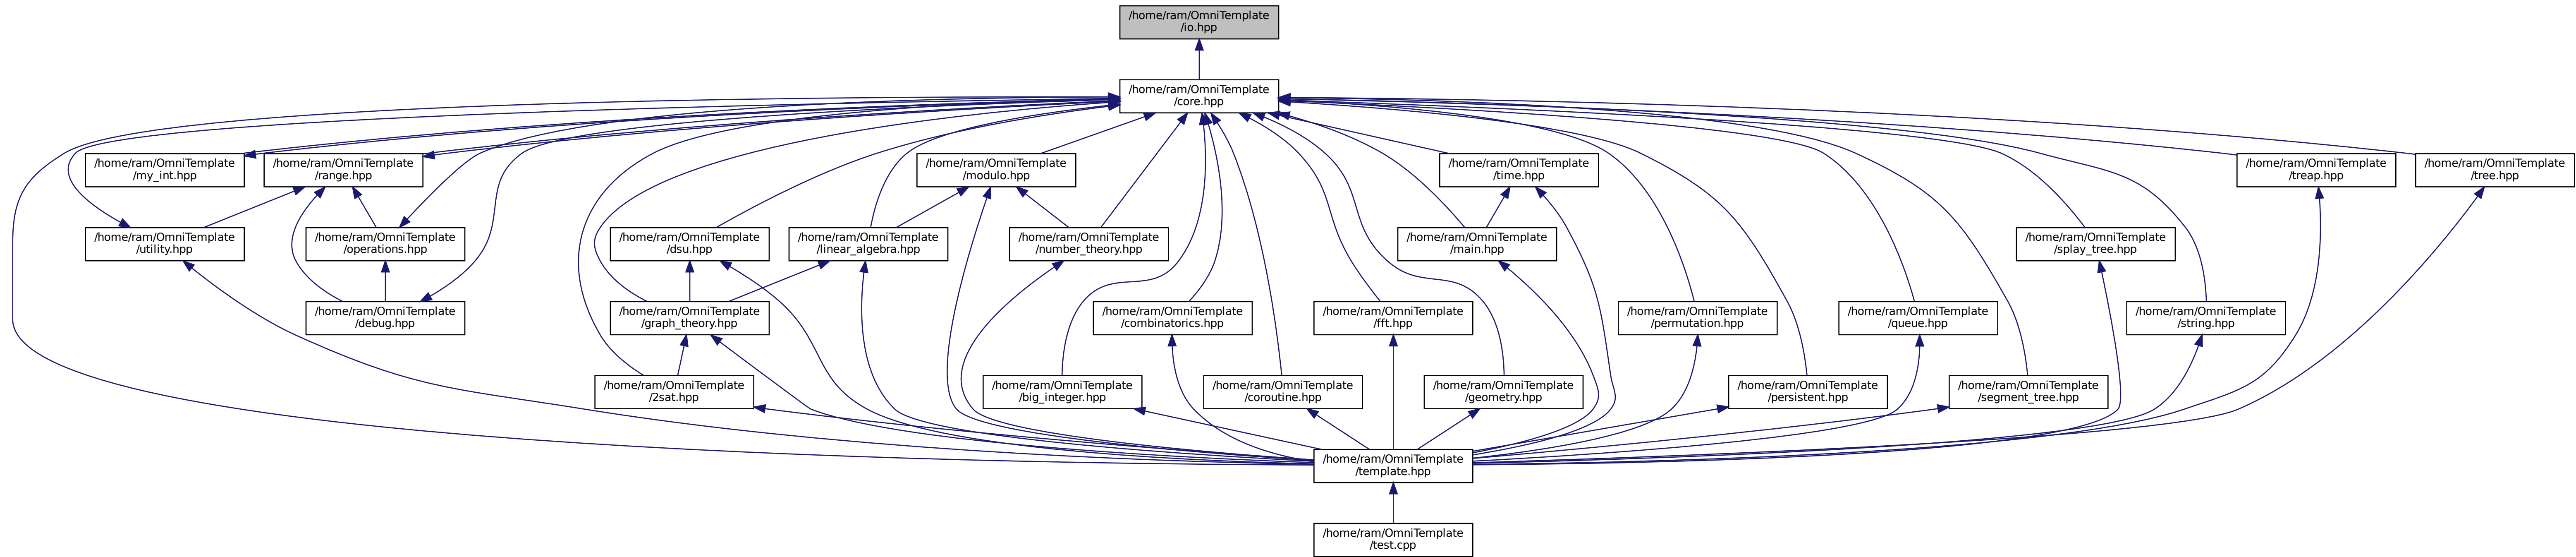 /home/ram/OmniTemplate
/io.hpp
/home/ram/OmniTemplate
/core.hpp
/home/ram/OmniTemplate
/my_int.hpp
/home/ram/OmniTemplate
/range.hpp
/home/ram/OmniTemplate
/modulo.hpp
/home/ram/OmniTemplate
/time.hpp
/home/ram/OmniTemplate
/treap.hpp
/home/ram/OmniTemplate
/tree.hpp
/home/ram/OmniTemplate
/utility.hpp
/home/ram/OmniTemplate
/operations.hpp
/home/ram/OmniTemplate
/dsu.hpp
/home/ram/OmniTemplate
/linear_algebra.hpp
/home/ram/OmniTemplate
/number_theory.hpp
/home/ram/OmniTemplate
/main.hpp
/home/ram/OmniTemplate
/splay_tree.hpp
/home/ram/OmniTemplate
/debug.hpp
/home/ram/OmniTemplate
/graph_theory.hpp
/home/ram/OmniTemplate
/combinatorics.hpp
/home/ram/OmniTemplate
/fft.hpp
/home/ram/OmniTemplate
/permutation.hpp
/home/ram/OmniTemplate
/queue.hpp
/home/ram/OmniTemplate
/string.hpp
/home/ram/OmniTemplate
/2sat.hpp
/home/ram/OmniTemplate
/big_integer.hpp
/home/ram/OmniTemplate
/coroutine.hpp
/home/ram/OmniTemplate
/geometry.hpp
/home/ram/OmniTemplate
/persistent.hpp
/home/ram/OmniTemplate
/segment_tree.hpp
/home/ram/OmniTemplate
/template.hpp
/home/ram/OmniTemplate
/test.cpp